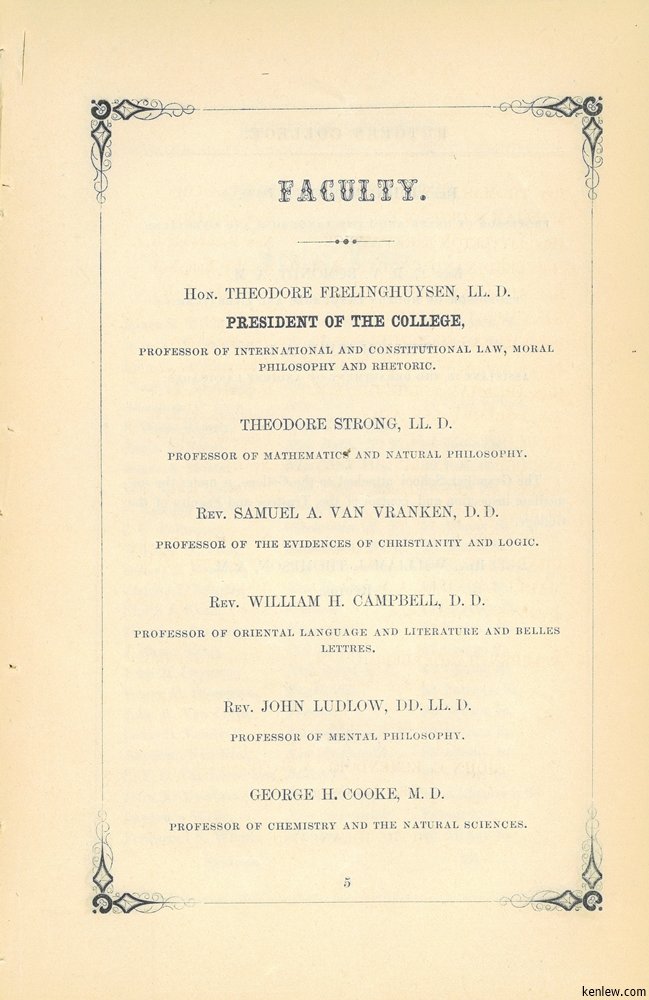 FACULTY.
Hon. THEODORE FRELINGHUYSEN, LL. D.
PRESIDENT OF THE COLLEGE,
PROFESSOR OF INTERNATIONAL AND CONSTITUTIONAL LAW, MORAL
PHILOSOPHY AND RHETORIC.
THEODORE STRONG, LL. D.
PROFESSOR OF MATHEMATICS AND NATURAL PHILOSOPHY.
Rev. SAMUEL A. VAN VRANKEN, D. D.
PROFESSOR OF THE EVIDENCES OF CHRISTIANITY AND LOGIC.
Rev. WILLIAM H. CAMPBELL, D. D.
PROFESSOR OF ORIENTAL LANGUAGE AND LITERATURE AND BELLES
LETTRES.
Rev. JOHN LUDLOW, DD. LL. D.
PROFESSOR OF MENTAL PHILOSOPHY.
GEORGE H. COOKE, M. D.
PROFESSOR OF CHEMISTRY AND THE NATURAL SCIENCES.
5
kenlew.com